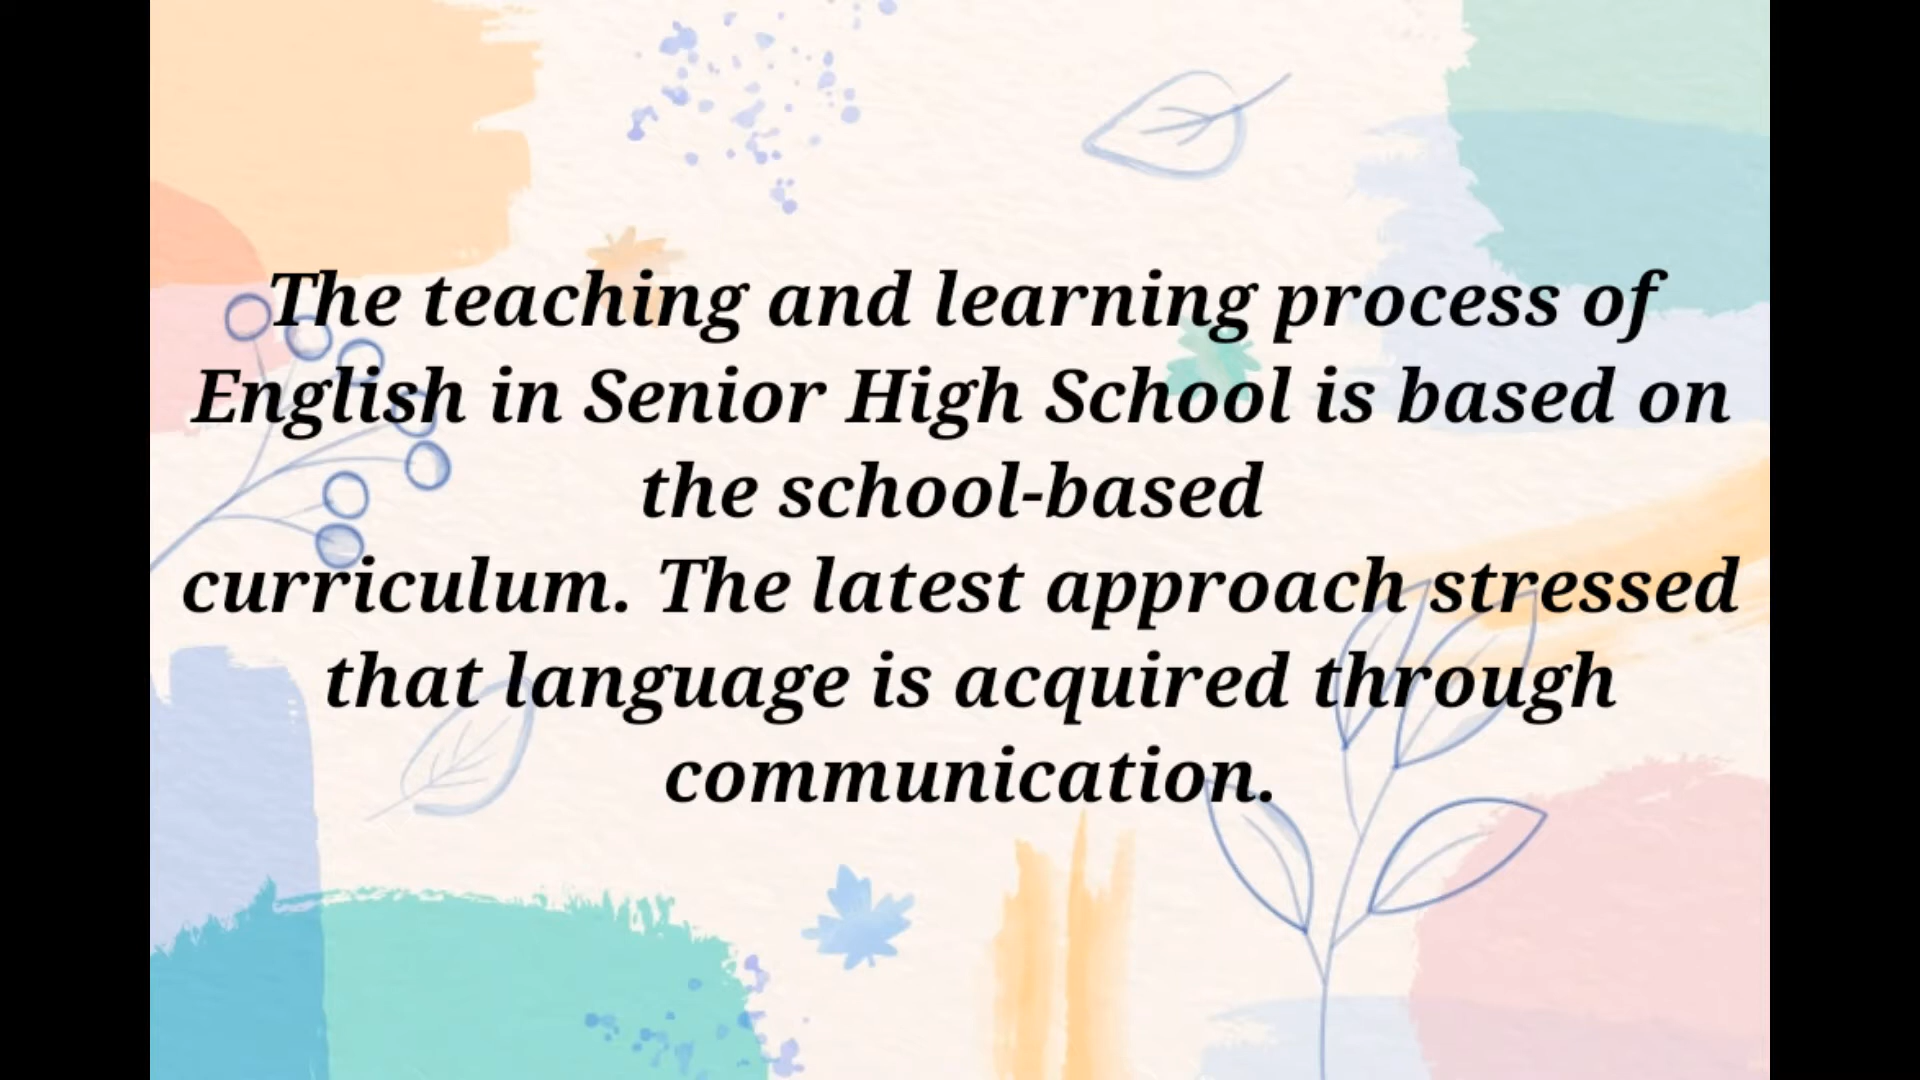 The teaching and learning process of
English in Senior High School is based on
the school-based
curriculum. The latest approach stressed
that language is acquired through
communication.